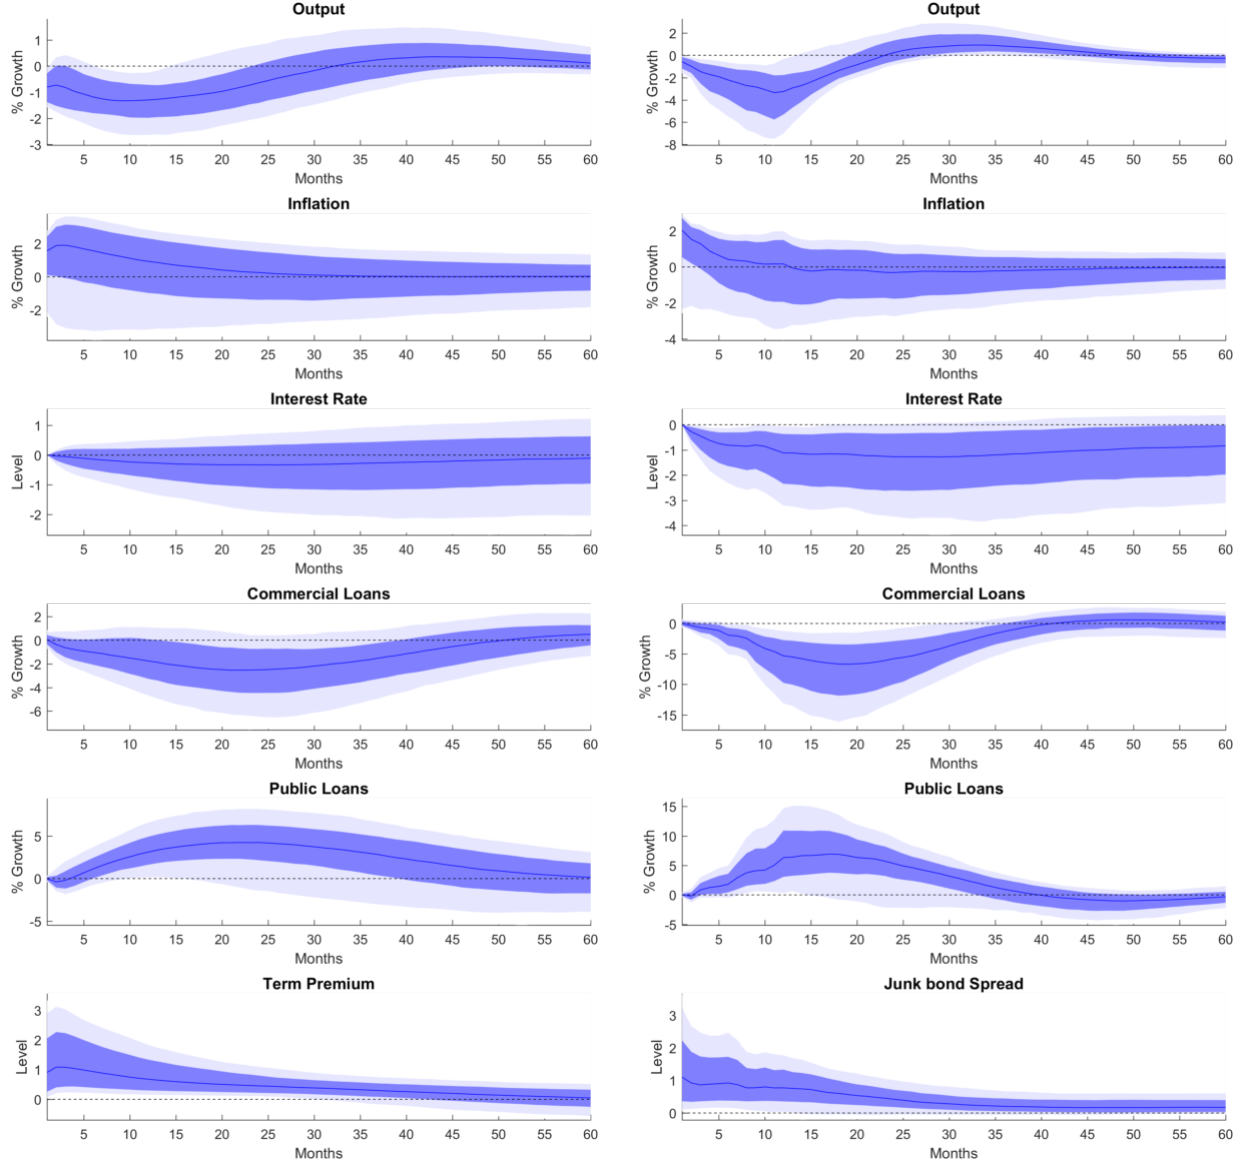 Output
% Growth
1
0
-1
-2
-3
5 10 15 20 25 30 35 40 45 50 55 60
Months
Output
% Growth
2
0
-2
-4
-6
-8
5 10 15 20 25 30 35 40 45 50 55 60
Months
Inflation
% Growth
2
0
-2
5 10 15 20 25 30 35 40 45 50 55 60
Months
Inflation
% Growth
2
0
-2
-4
5 10 15 20 25 30 35 40 45 50 55 60
Months
Interest Rate
Level
1
0
-1
-2
5 10 15 20 25 30 35 40 45 50 55 60
Months
Interest Rate
Level
0
-1
-2
-3
-4
5 10 15 20 25 30 35 40 45 50 55 60
Months
Commercial Loans
% Growth
2
0
-2
-4
-6
5 10 15 20 25 30 35 40 45 50 55 60
Months
Commercial Loans
% Growth
0
-5
-10
-15
5 10 15 20 25 30 35 40 45 50 55 60
Months
Public Loans
% Growth
5
0
-5
5 10 15 20 25 30 35 40 45 50 55 60
Months
Public Loans
% Growth
15
10
5
0
-5
5 10 15 20 25 30 35 40 45 50 55 60
Months
Term Premium
Level
3
2
1
0
5 10 15 20 25 30 35 40 45 50 55 60
Months
Junk bond Spread
Level
3
2
1
0
5 10 15 20 25 30 35 40 45 50 55 60
Months